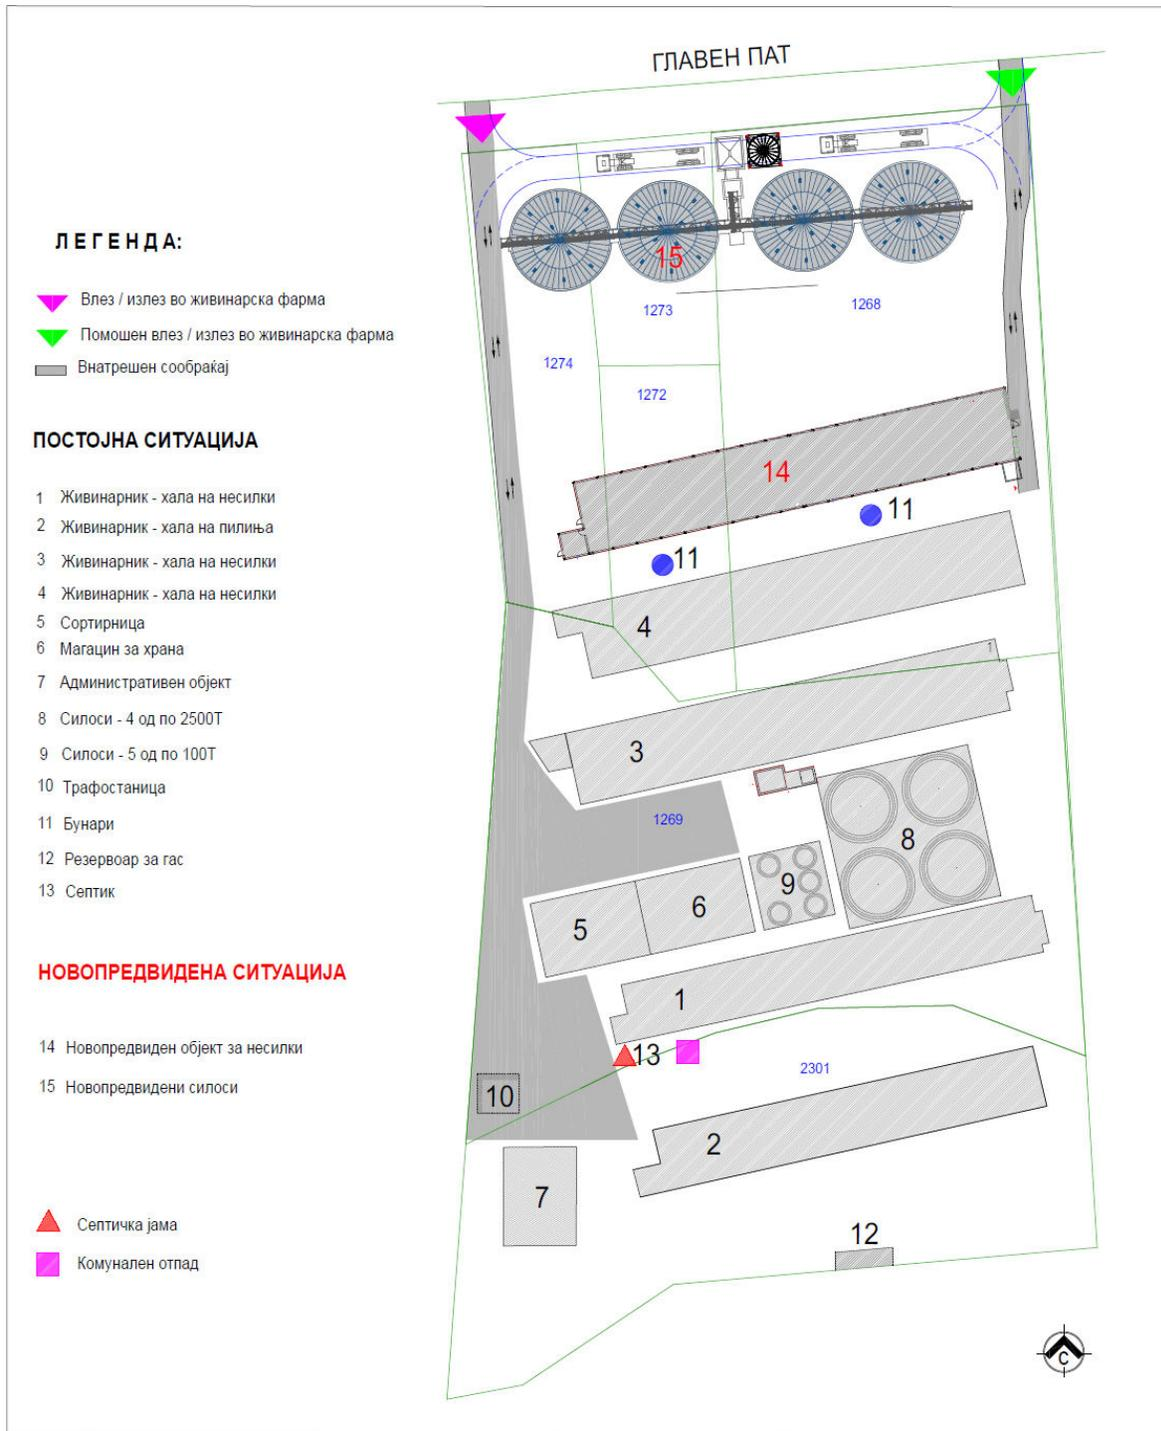 ГЛАВЕН ПАТ
Л Е Г Е Н Д А:
Влез / излез во живинарска фарма
Помошен влез / излез во живинарска фарма
Внатрешен сообраќај
ПОСТОЈНА СИТУАЦИЈА
1 Живинарник - хала на несилки
2 Живинарник - хала на пилиња
3 Живинарник - хала на несилки
4 Живинарник - хала на несилки
5 Сортирница
6 Магацин за храна
7 Административен објект
8 Силоси - 4 од по 2500Т
9 Силоси - 5 од по 100Т
10 Трафостаница
11 Бунари
12 Резервоар за гас
13 Септик
НОВОПРЕДВИДЕНА СИТУАЦИЈА
14 Новопредвиден објект за несилки
15 Новопредвидени силоси
Септичка јама
Комунален отпад
15
1273
1268
1274
1272
14
11
11
4
1
3
1269
8
9
6
5
1
13
2301
10
2
7
12
С